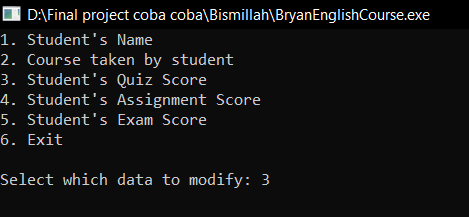 D:\Final project coba coba\Bismillah\BryanEnglishCourse.exe
1. Student's Name
2. Course taken by student
3. Student's Quiz Score
4. Student's Assignment Score
5. Student's Exam Score
6. Exit
Select which data to modify: 3